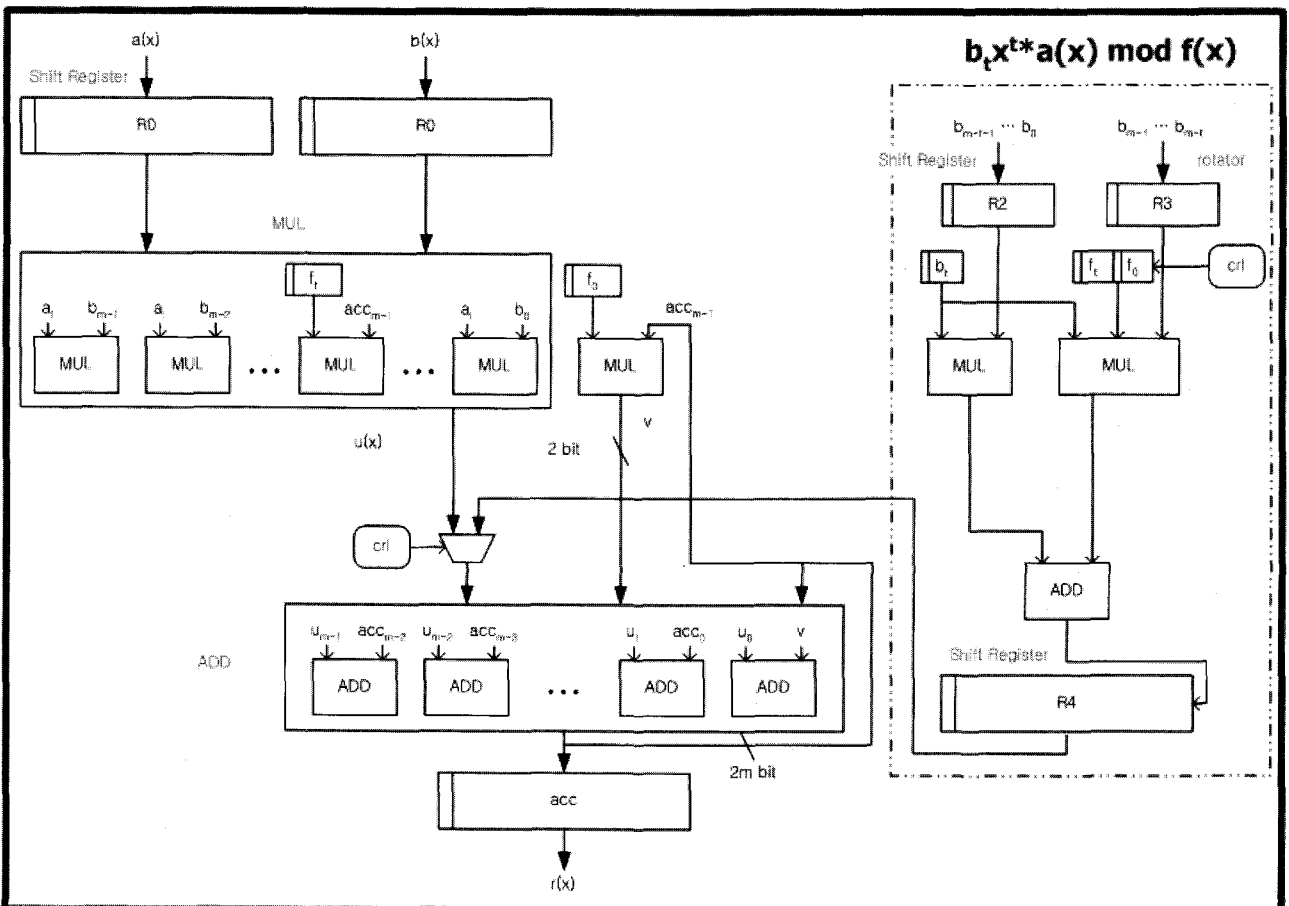 a(x) b(x) b_tx^t* a(x) mod f(x)
Shift Register
R0 R0
b_{m-t-1} ... b_0 b_{m-1} ... b_{m-t}
Shift Register rotator
R2 R3
MUL
b_t f_t f_0 crl
f_t f_0
a_i b_{m-1} a_i b_{m-2} acc_{m-1} a_i b_0 acc_{m-1}
MUL MUL ... MUL ... MUL MUL MUL MUL
u(x) 2 bit v
crl
ADD
u_{m-1} acc_{m-2} u_{m-2} acc_{m-3} u_1 acc_0 u_0 v
ADD
ADD ADD ... ADD ADD
Shift Register
R4
2m bit
acc
r(x)